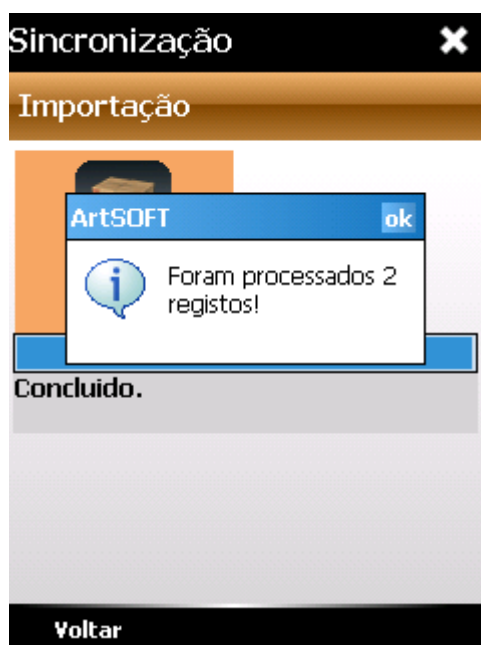 Sincronização
Importação
ArtSOFT ok
Foram processados 2
registos!
Concluido.
Voltar